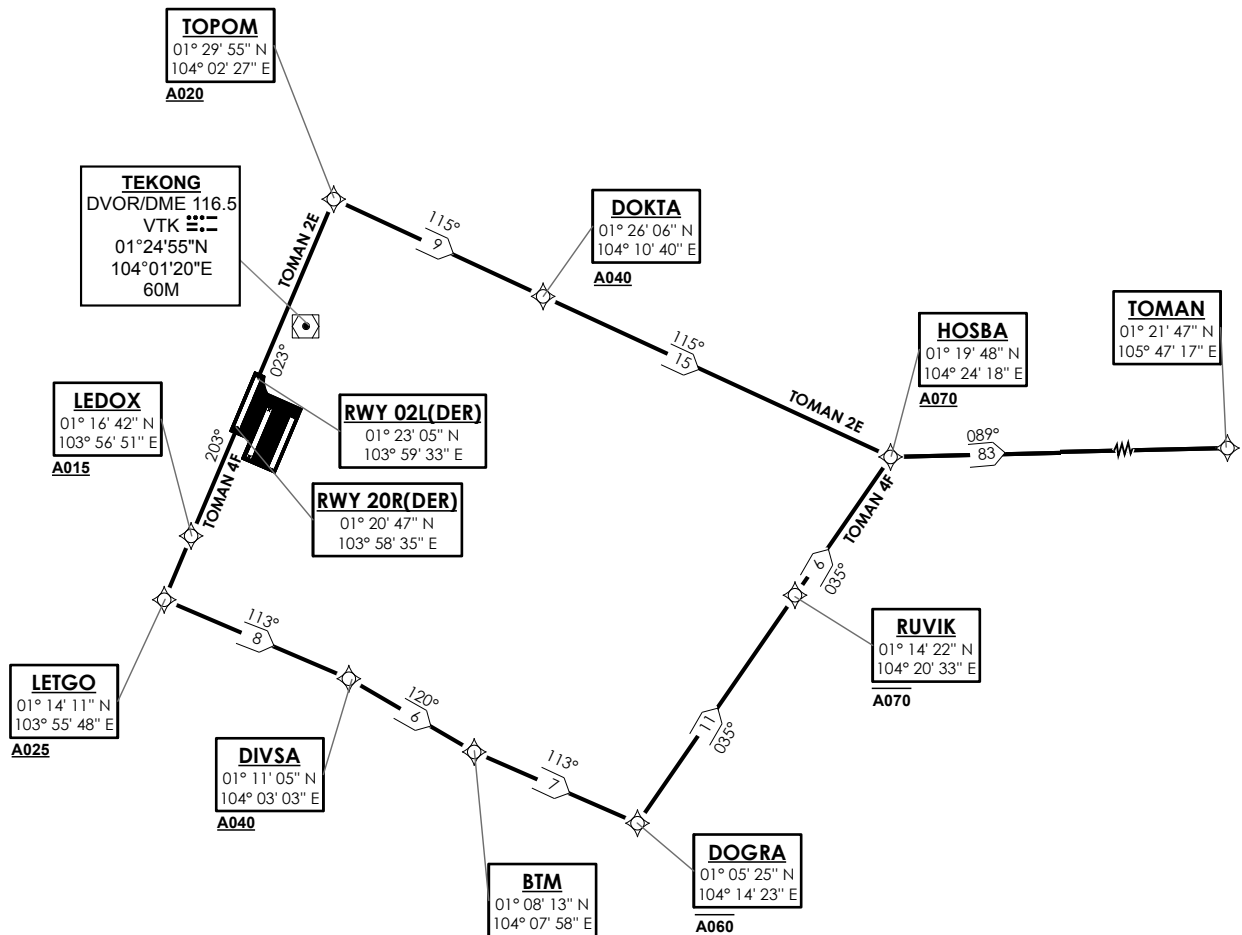 TOPOM
01° 29' 55" N
104° 02' 27" E
A020
TEKONG
DVOR/DME 116.5
VTK
01°24'55"N
104°01'20"E
60M
TOMAN 2E
115°
9
DOKTA
01° 26' 06" N
104° 10' 40" E
A040
TOMAN
01° 21' 47" N
105° 47' 17" E
HOSBA
01° 19' 48" N
104° 24' 18" E
A070
115°
15
TOMAN 2E
023°
LEDOX
01° 16' 42" N
103° 56' 51" E
A015
RWY 02L(DER)
01° 23' 05" N
103° 59' 33" E
089°
83
203°
TOMAN 4F
RWY 20R(DER)
01° 20' 47" N
103° 58' 35" E
TOMAN 4F
6
035°
RUVIK
01° 14' 22" N
104° 20' 33" E
A070
LETGO
01° 14' 11" N
103° 55' 48" E
A025
113°
8
DIVSA
01° 11' 05" N
104° 03' 03" E
A040
120°
6
113°
7
11
035°
BTM
01° 08' 13" N
104° 07' 58" E
DOGRA
01° 05' 25" N
104° 14' 23" E
A060